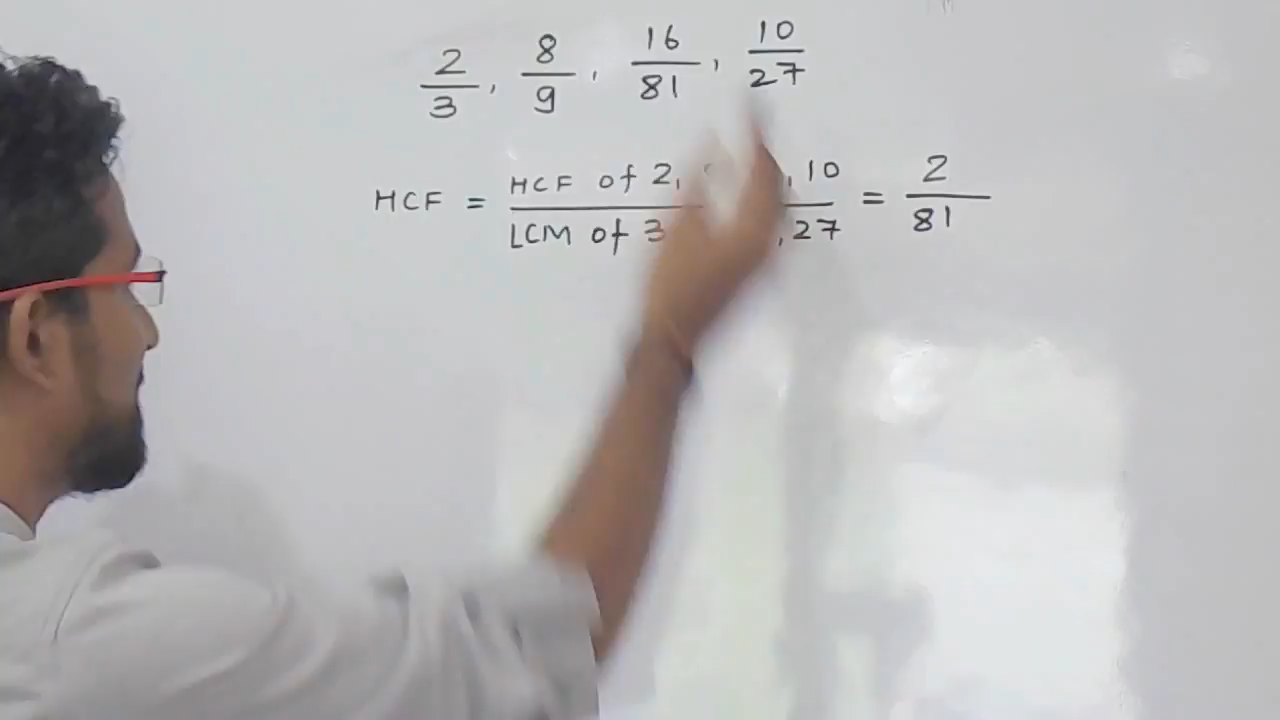 2/3, 8/9, 16/81, 10/27
HCF = HCF of 2, , 10 / LCM of 3 , 27 = 2/81